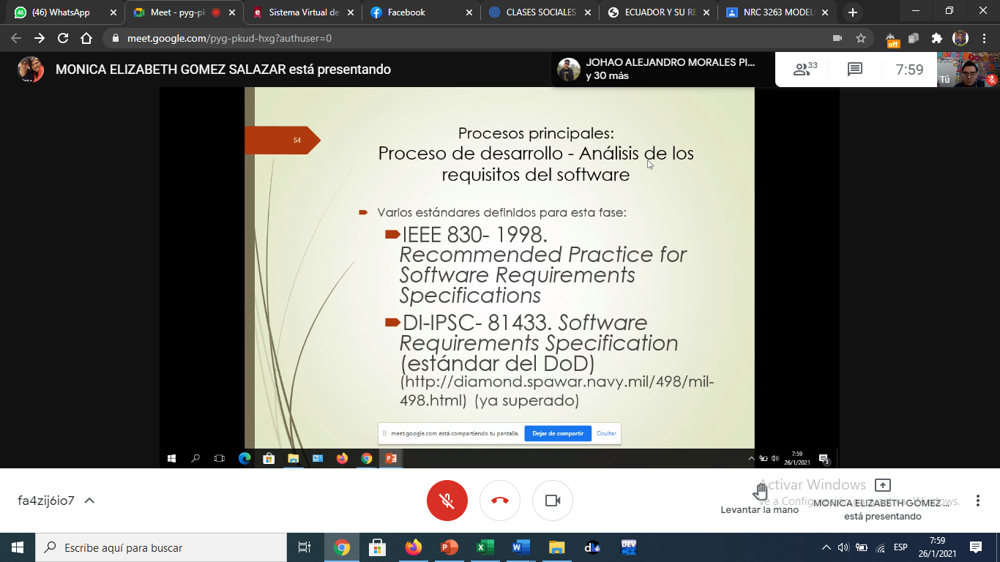 (46) WhatsApp
Meet - pyg-pk
Sistema Virtual de
Facebook
CLASES SOCIALES
ECUADOR Y SU RE
NRC 3263 MODEL
meet.google.com/pyg-pkud-hxg?authuser=0
off
MONICA ELIZABETH GOMEZ SALAZAR está presentando
JOHAO ALEJANDRO MORALES PI...
y 30 más
33
7:59
Tú
54
Procesos principales:
Proceso de desarrollo - Análisis de los
requisitos del software
Varios estándares definidos para esta fase:
IEEE 830- 1998.
Recommended Practice for
Software Requirements
Specifications
DI-IPSC- 81433. Software
Requirements Specification
(estándar del DoD)
(http://diamond.spawar.navy.mil/498/mil-
498.html) (ya superado)
meet.google.com está compartiendo tu pantalla.
Dejar de compartir
Ocultar
7:59
26/1/2021
3
fa4zij6io7
Levantar la mano
Activar Windows
Ve a Configuración para activar Windows.
MONICA ELIZABETH GOMEZ ...
está presentando
Escribe aquí para buscar
DEV
ESP
7:59
26/1/2021